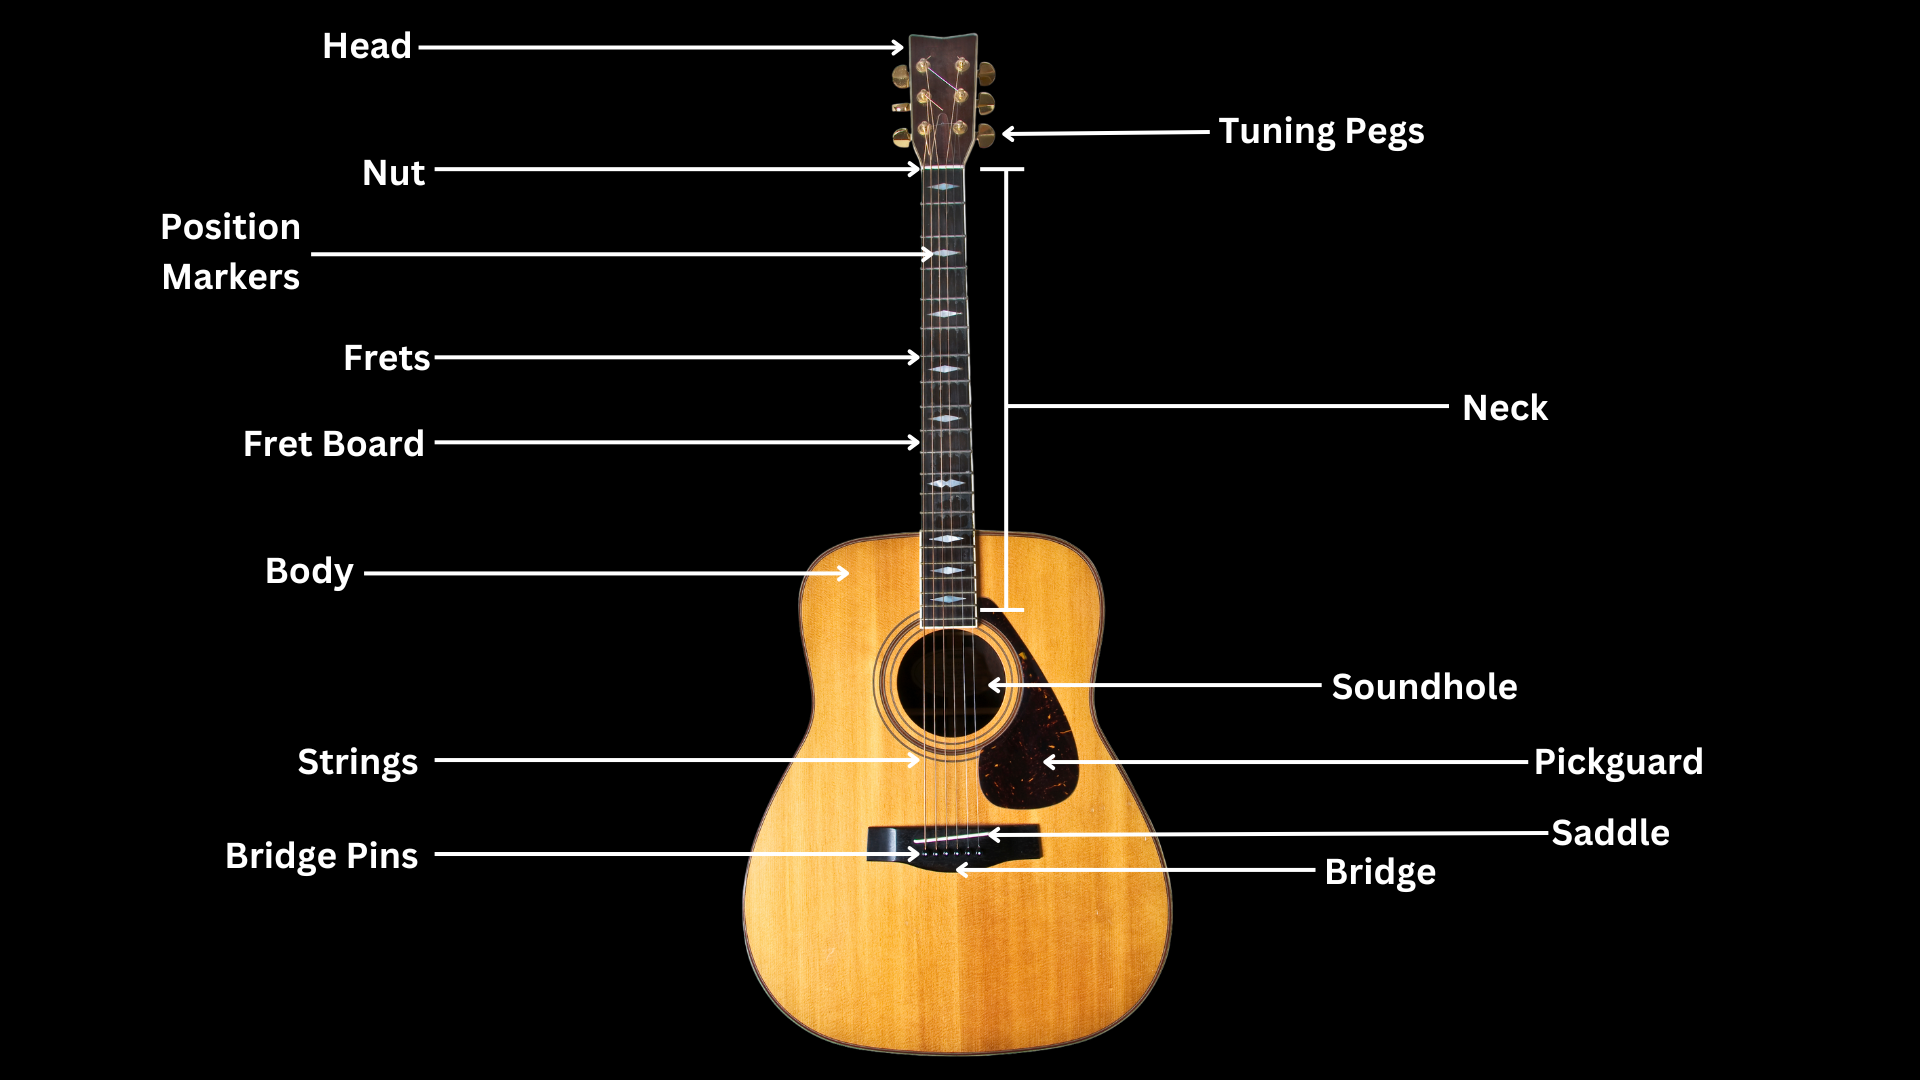 Head
Tuning Pegs
Nut
Position
Markers
Frets
Neck
Fret Board
Body
Soundhole
Strings
Pickguard
Saddle
Bridge Pins
Bridge